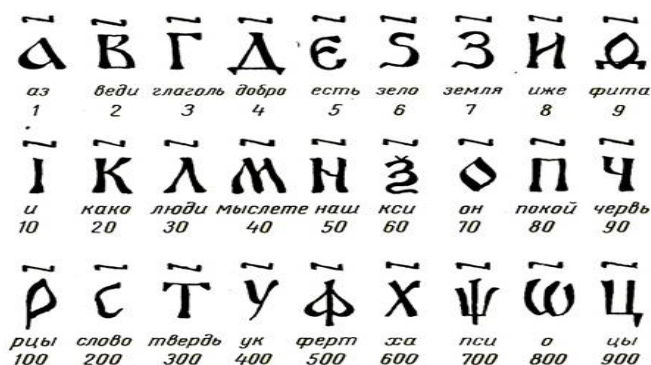 а҃ в҃ г҃ д҃ є҃ ѕ҃ з҃ и҃ ѳ҃
аз веди глаголь добро есть зело земля иже фита
1 2 3 4 5 6 7 8 9
і҃ к҃ л҃ м҃ н҃ ѯ҃ о҃ п҃ ч҃
и како люди мыслете наш кси он покой червь
10 20 30 40 50 60 70 80 90
р҃ с҃ т҃ у҃ ф҃ х҃ ѱ҃ ѡ҃ ц҃
рцы слово твердь ук ферт ха пси о цы
100 200 300 400 500 600 700 800 900